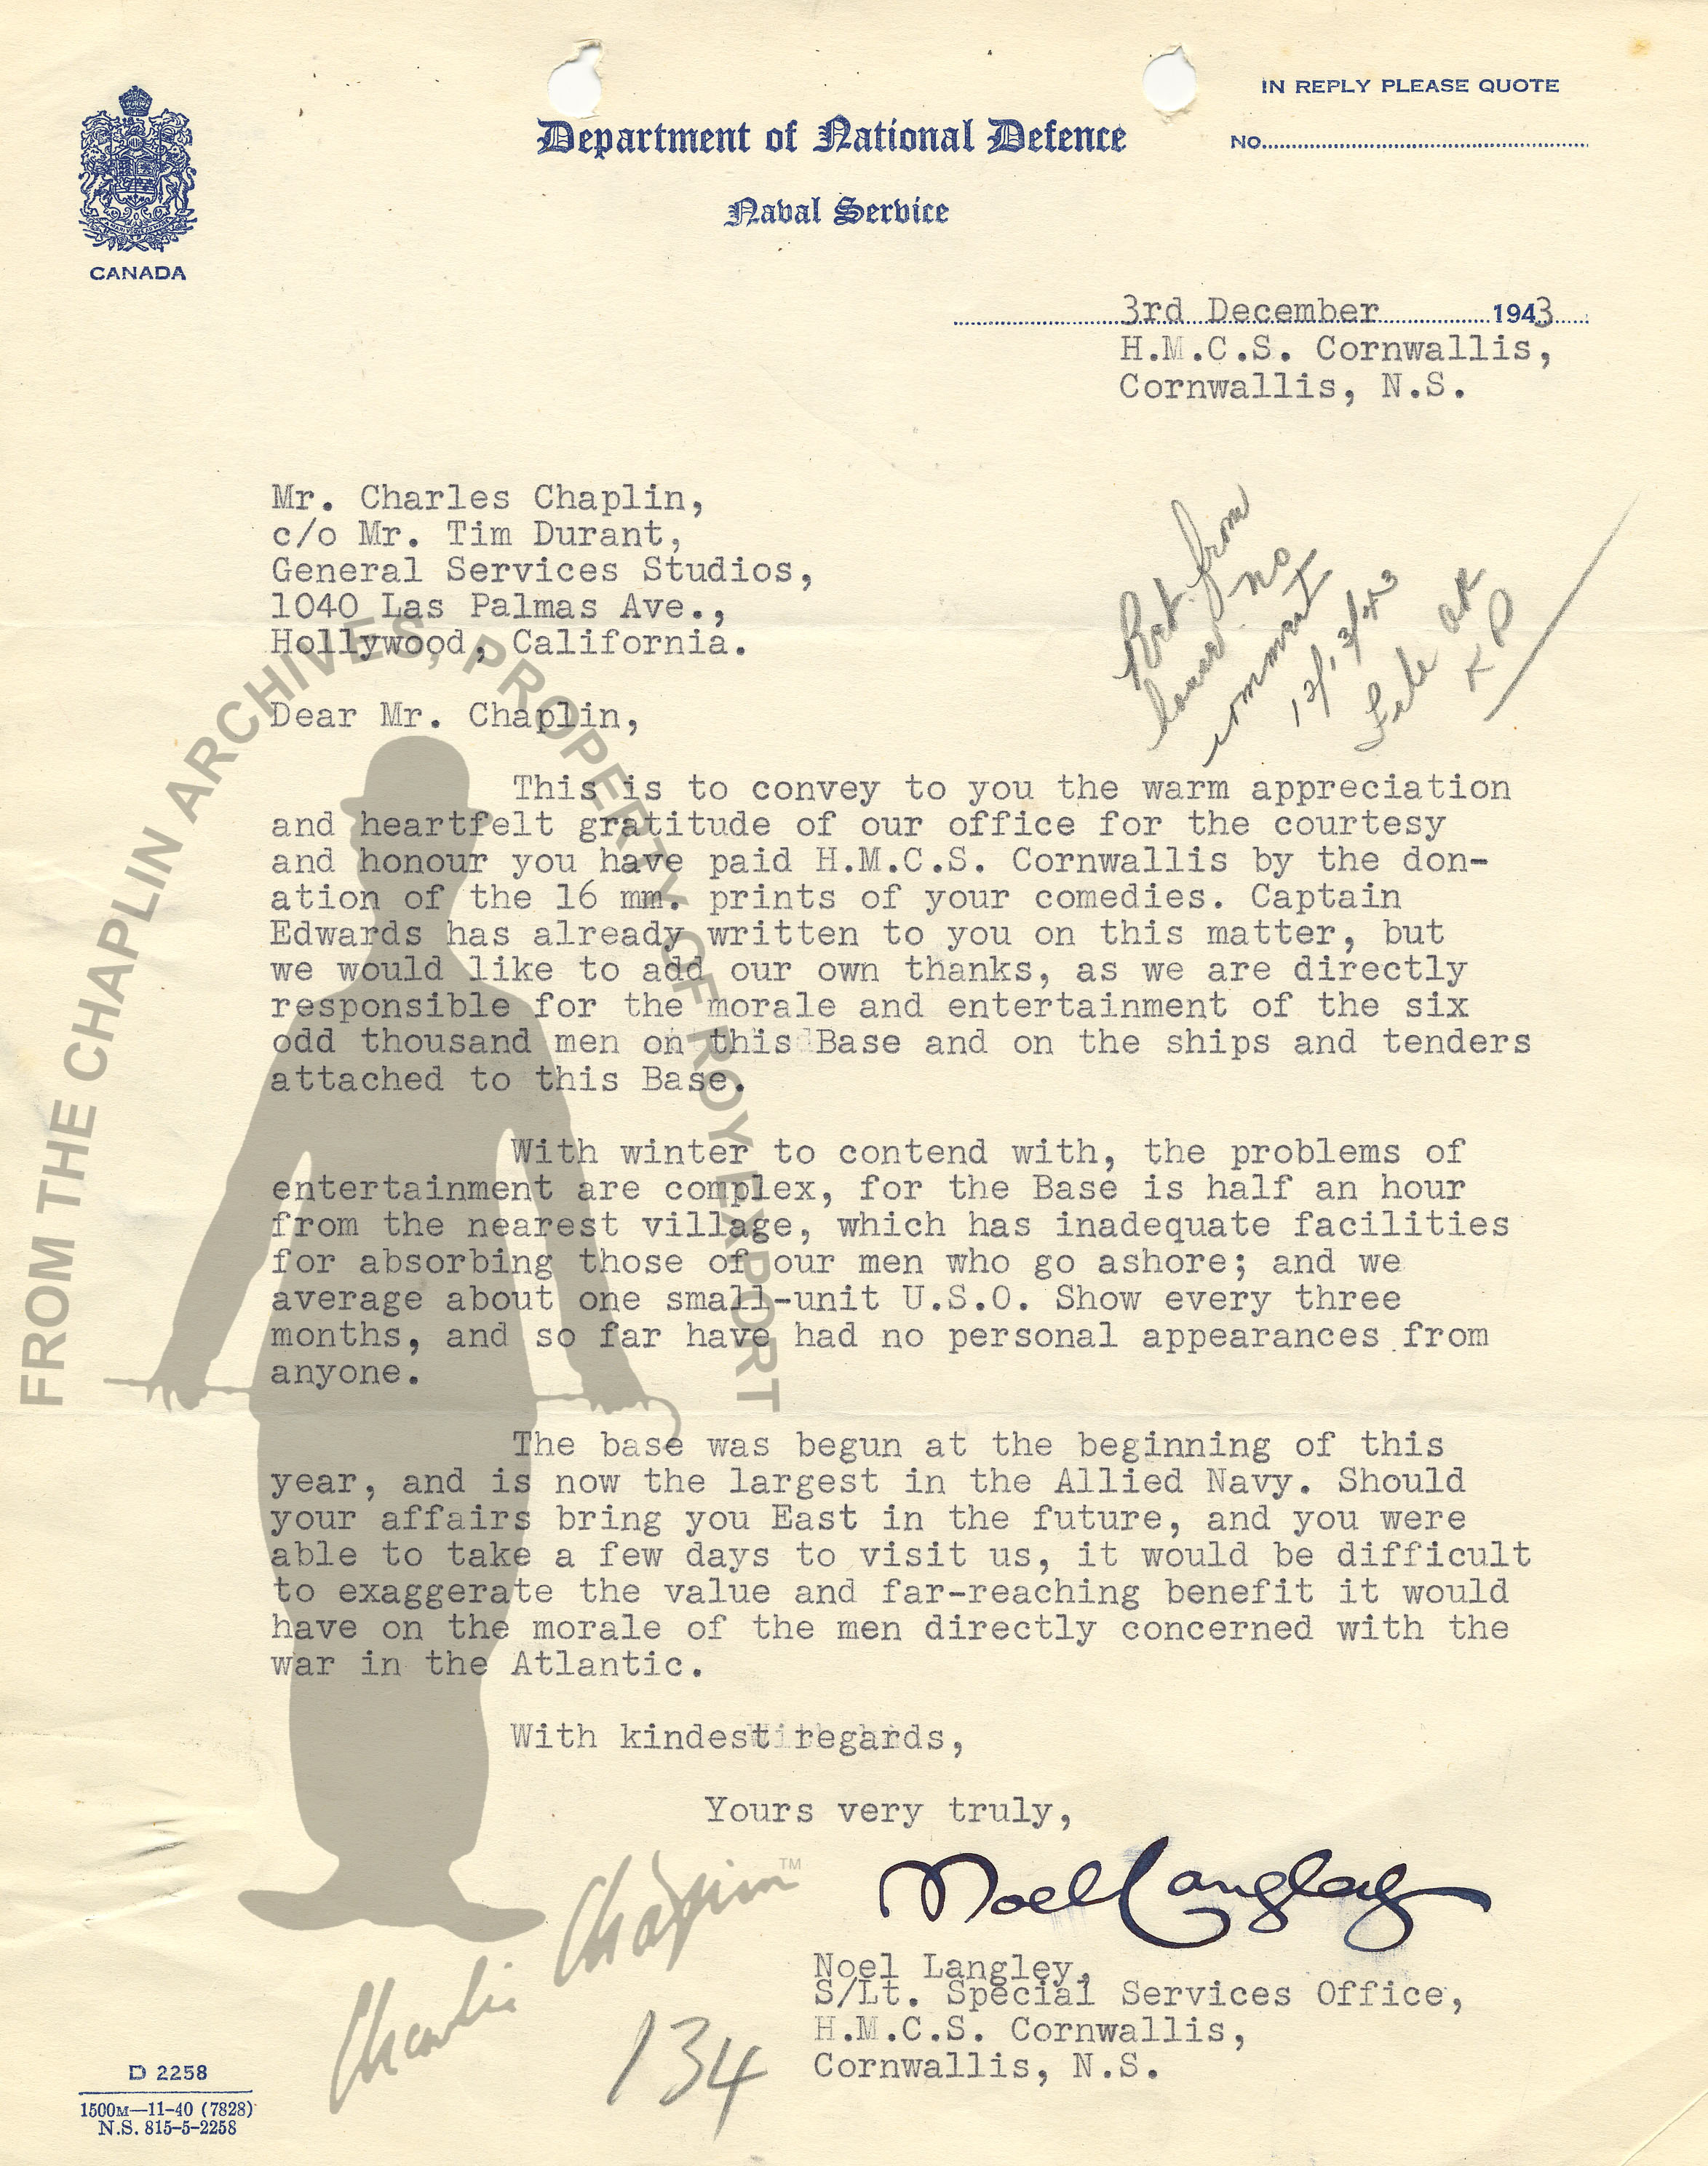 IN REPLY PLEASE QUOTE
NO.
Department of National Defence
Naval Service
CANADA
3rd December 1943
H.M.C.S. Cornwallis,
Cornwallis, N.S.
Mr. Charles Chaplin,
c/o Mr. Tim Durant,
General Services Studios,
1040 Las Palmas Ave.,
Hollywood, California.
from
no
comment
12/13/43
File OK
Dear Mr. Chaplin,
This is to convey to you the warm appreciation
and heartfelt gratitude of our office for the courtesy
and honour you have paid H.M.C.S. Cornwallis by the don-
ation of the 16 mm. prints of your comedies. Captain
Edwards has already written to you on this matter, but
we would like to add our own thanks, as we are directly
responsible for the morale and entertainment of the six
odd thousand men on this Base and on the ships and tenders
attached to this Base.
With winter to contend with, the problems of
entertainment are complex, for the Base is half an hour
from the nearest village, which has inadequate facilities
for absorbing those of our men who go ashore; and we
average about one small-unit U.S.O. Show every three
months, and so far have had no personal appearances from
anyone.
The base was begun at the beginning of this
year, and is now the largest in the Allied Navy. Should
your affairs bring you East in the future, and you were
able to take a few days to visit us, it would be difficult
to exaggerate the value and far-reaching benefit it would
have on the morale of the men directly concerned with the
war in the Atlantic.
With kindest regards,
Yours very truly,
Noel Langley
Noel Langley,
S/Lt. Special Services Office,
H.M.C.S. Cornwallis,
Cornwallis, N.S.
134
D 2258
1500M—11-40 (7828)
N.S. 815-5-2258
FROM THE CHAPLIN ARCHIVES, PROPERTY OF ROY EXPORT
Charlie Chaplin™